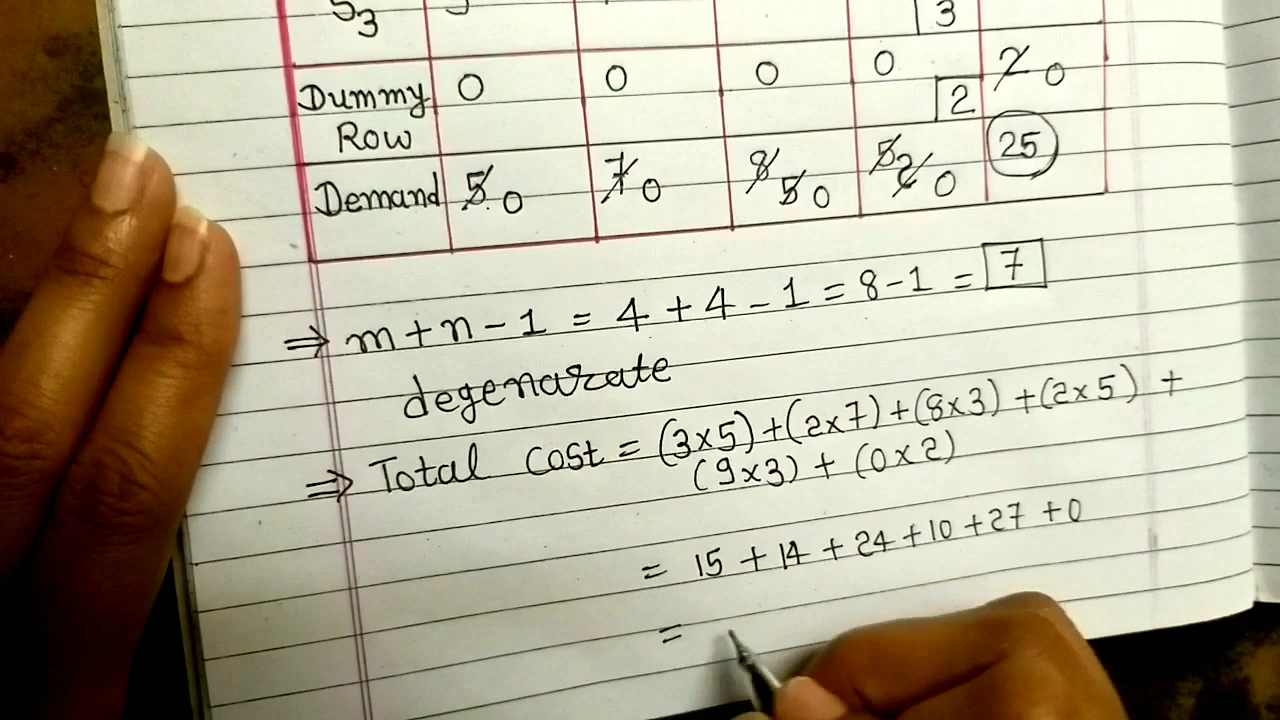 S3 3
Dummy Row 0 0 0 0 2 2 0
Demand 5 0 7 0 8 5 0 5 2 0 25
⇒ m+n-1 = 4+4-1 = 8-1 = 7
degenarate
⇒ Total cost = (3x5)+(2x7)+(8x3)+(2x5)+
(9x3)+(0x2)
= 15+14+24+10+27+0
=